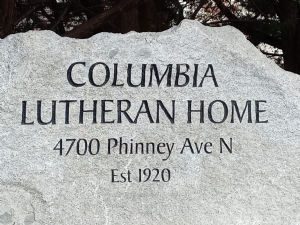 COLUMBIA
LUTHERAN HOME
4700 Phinney Ave N
Est 1920